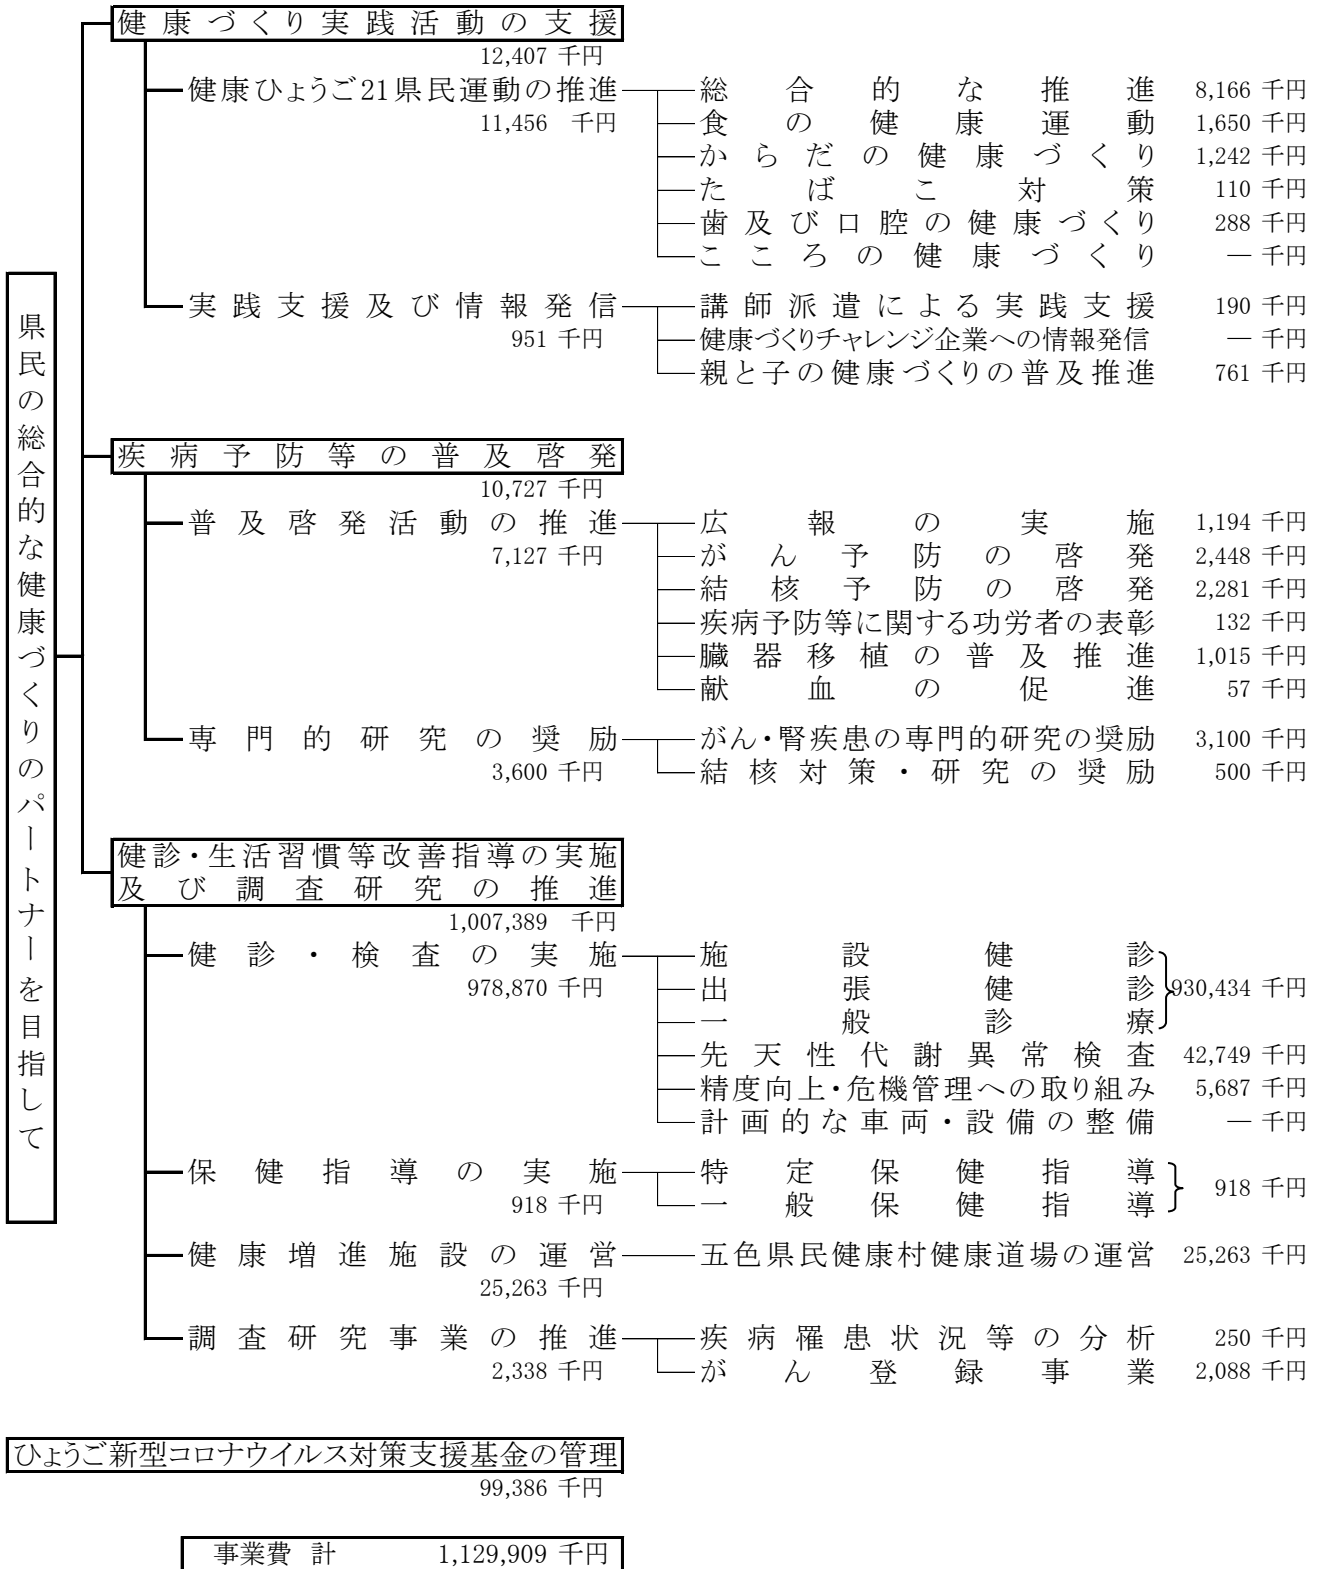 健康づくり実践活動の支援
12,407 千円
健康ひょうご21県民運動の推進
11,456 千円
総合的な推進 8,166 千円
食の健康運動 1,650 千円
からだの健康づくり 1,242 千円
たばこ対策 110 千円
歯及び口腔の健康づくり 288 千円
こころの健康づくり ― 千円
実践支援及び情報発信
951 千円
講師派遣による実践支援 190 千円
健康づくりチャレンジ企業への情報発信 ― 千円
親と子の健康づくりの普及推進 761 千円
県民の総合的な健康づくりのパートナーを目指して
疾病予防等の普及啓発
10,727 千円
普及啓発活動の推進
7,127 千円
広報の実施 1,194 千円
がん予防の啓発 2,448 千円
結核予防の啓発 2,281 千円
疾病予防等に関する功労者の表彰 132 千円
臓器移植の普及推進 1,015 千円
献血の促進 57 千円
専門的研究の奨励
3,600 千円
がん・腎疾患の専門的研究の奨励 3,100 千円
結核対策・研究の奨励 500 千円
健診・生活習慣等改善指導の実施
及び調査研究の推進
1,007,389 千円
健診・検査の実施
978,870 千円
施設健診
出張健診 930,434 千円
一般診療
先天性代謝異常検査 42,749 千円
精度向上・危機管理への取り組み 5,687 千円
計画的な車両・設備の整備 ― 千円
保健指導の実施
918 千円
特定保健指導
一般保健指導
918 千円
健康増進施設の運営
25,263 千円
五色県民健康村健康道場の運営 25,263 千円
調査研究事業の推進
2,338 千円
疾病罹患状況等の分析 250 千円
がん登録事業 2,088 千円
ひょうご新型コロナウイルス対策支援基金の管理
99,386 千円
事業費 計 1,129,909 千円